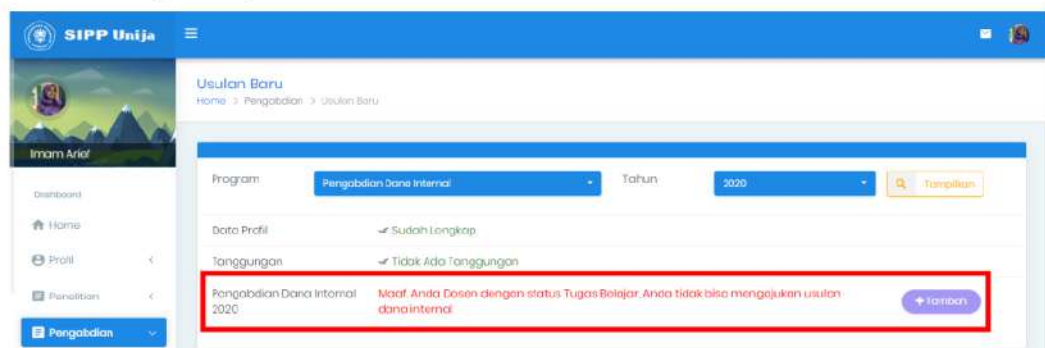 SIPP Unija
Usulan Baru
Home > Pengabdian > Usulan Baru
Imam Arief
Dashboard
Home
Profil
Penelitian
Pengabdian
Program
Pengabdian Dana Internal
Tahun
2020
Tampilkan
Data Profil
Sudah Lengkap
Tanggungan
Tidak Ada Tanggungan
Pengabdian Dana Internal
2020
Maaf, Anda Dosen dengan status Tugas Belajar, Anda tidak bisa mengajukan usulan
dana internal
+Tambah